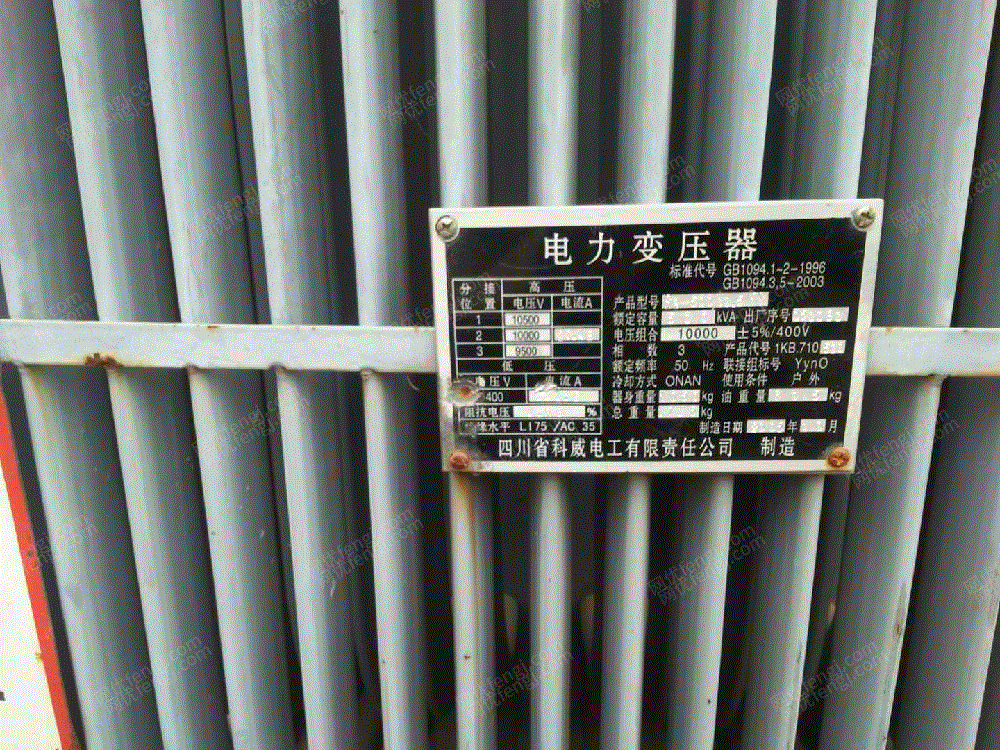 电力变压器
标准代号 GB1094.1-2-1996
GB1094.3,5-2003
分接位置 高压
电压V 电流A
1 10500
2 10000
3 9500
低压
电压V 电流A
400
阻抗电压 %
绝缘水平 LI75/AC 35
产品型号
额定容量 kVA 出厂序号
电压组合 10000 ±5%/400V
相数 3 产品代号 1KB.710
额定频率 50 Hz 联接组标号 Yyn0
冷却方式 ONAN 使用条件 户外
器身重量 kg 油重量 kg
总重量 kg
制造日期 年 月
四川省科威电工有限责任公司 制造